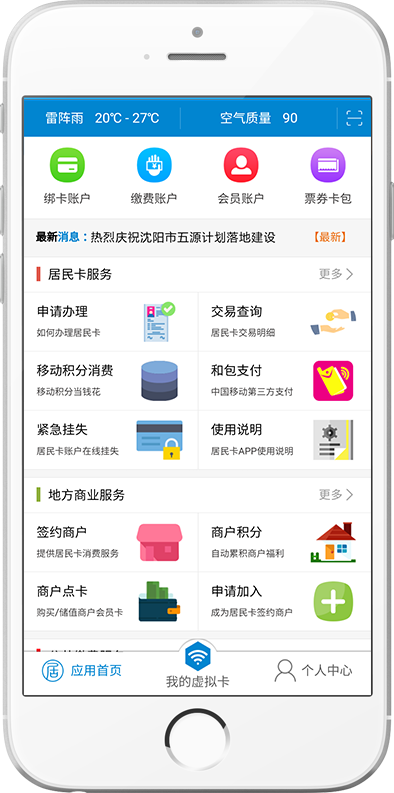 雷阵雨 20℃ - 27℃ 空气质量 90
绑卡账户 缴费账户 会员账户 票券卡包
最新消息：热烈庆祝沈阳市五源计划落地建设 【最新】
居民卡服务 更多
申请办理 交易查询
如何办理居民卡 居民卡交易明细
移动积分消费 和包支付
移动积分当钱花 中国移动第三方支付
紧急挂失 使用说明
居民卡账户在线挂失 居民卡APP使用说明
地方商业服务 更多
签约商户 商户积分
提供居民卡消费服务 自动累积商户福利
商户点卡 申请加入
购买/储值商户会员卡 成为居民卡签约商户
居 应用首页 我的虚拟卡 个人中心